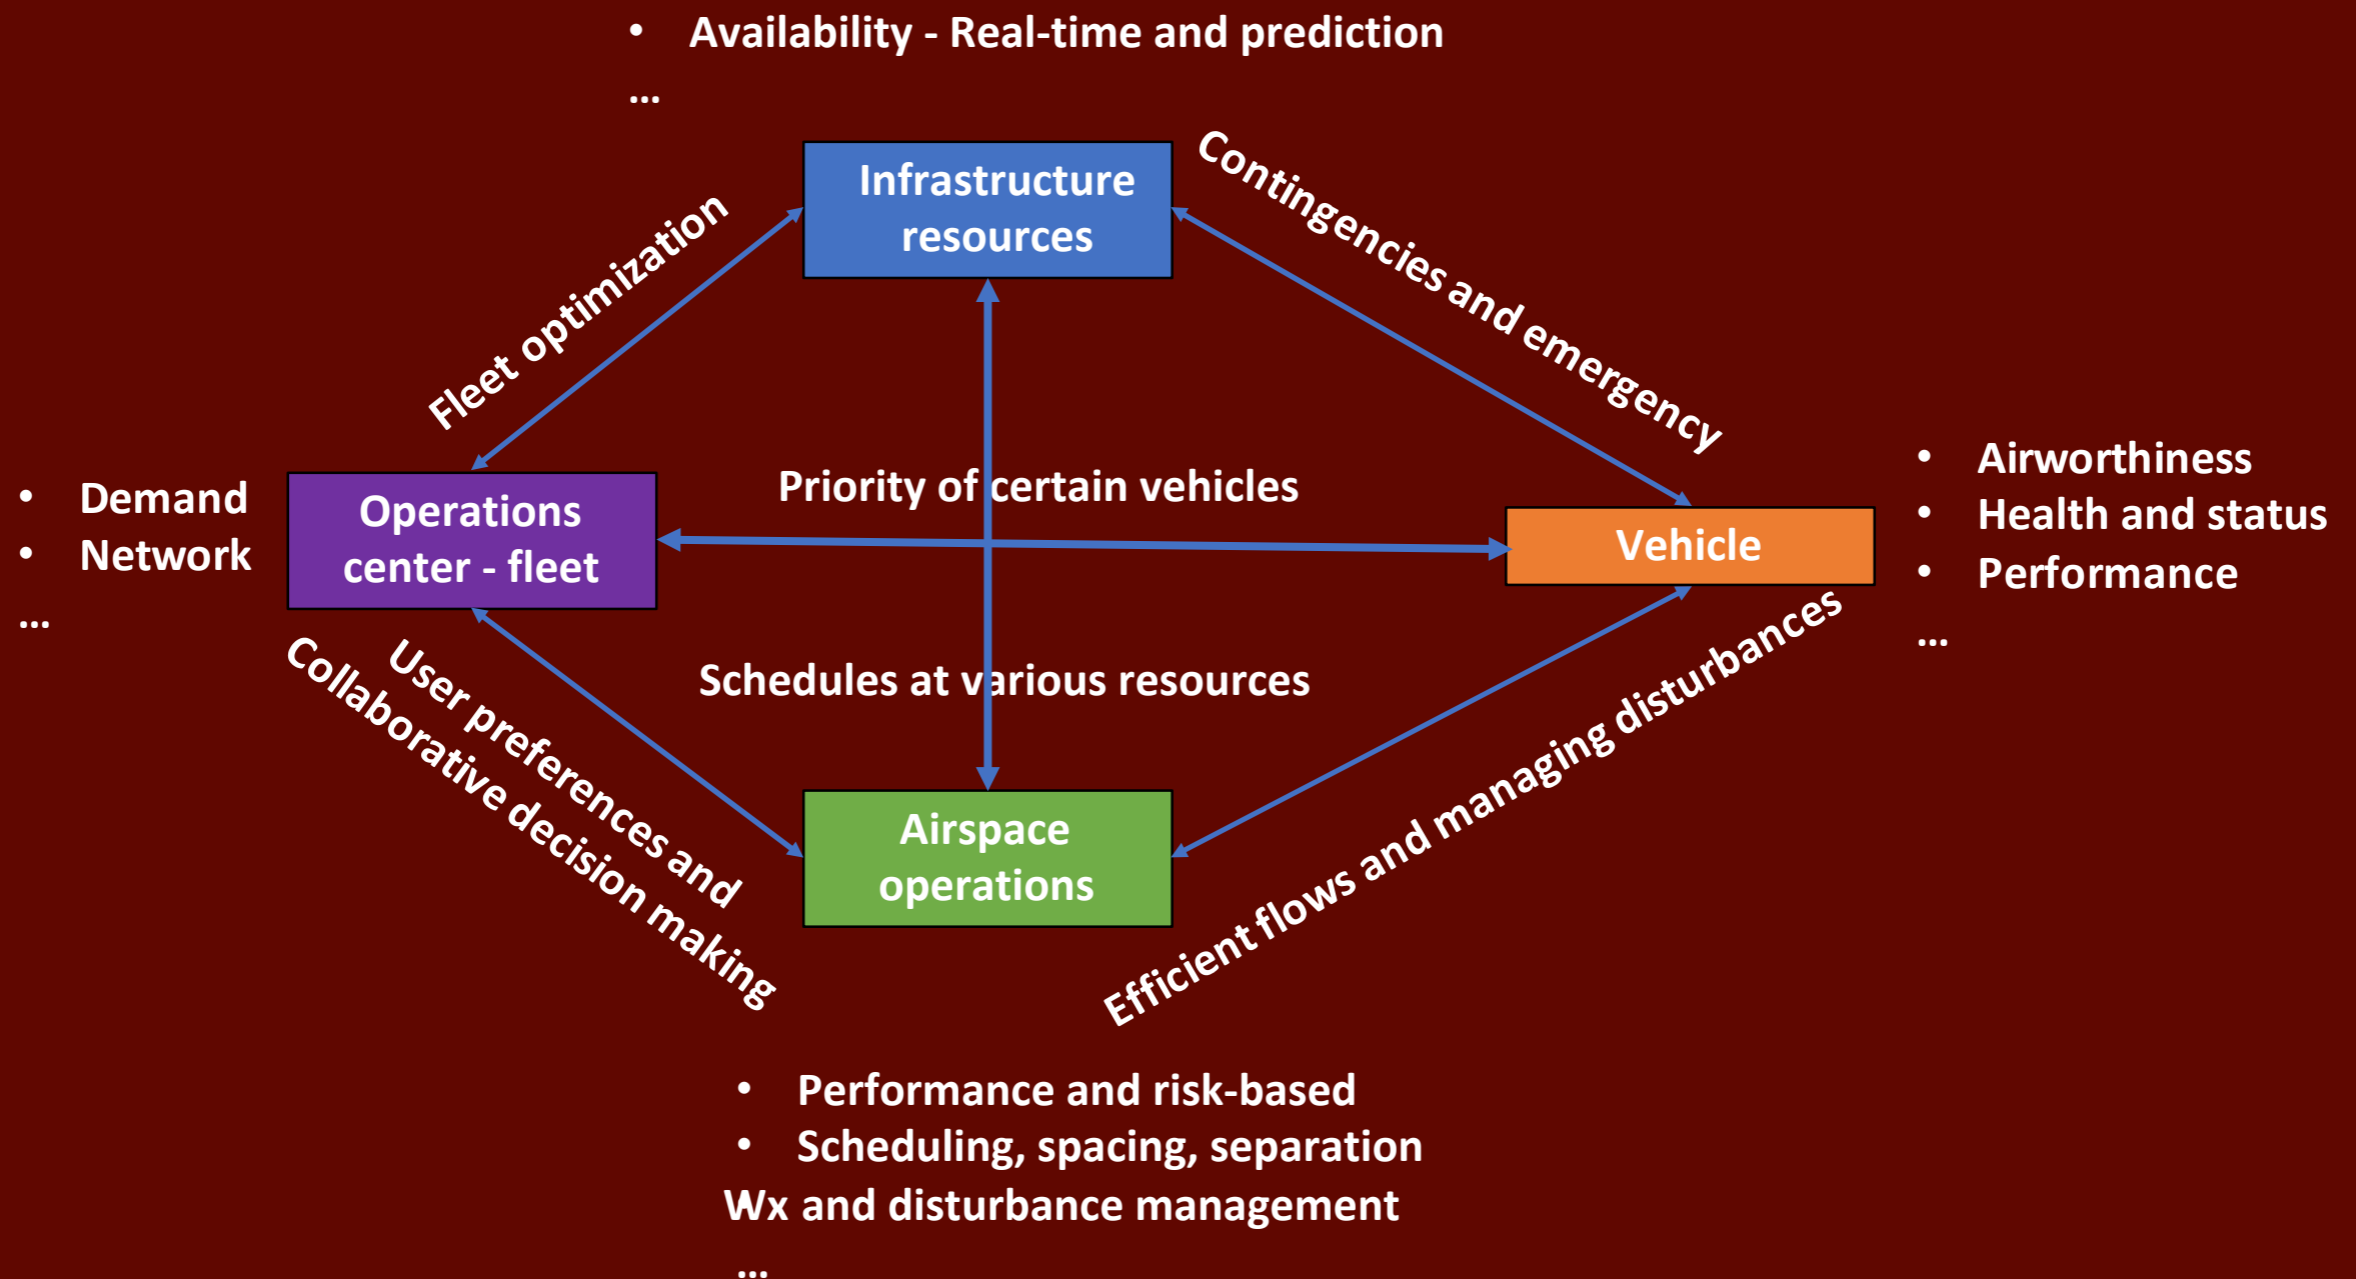 • Availability - Real-time and prediction
...
Infrastructure
resources
Contingencies and emergency
Fleet optimization
• Demand
• Network
...
Operations
center - fleet
Priority of certain vehicles
Vehicle
• Airworthiness
• Health and status
• Performance
...
Schedules at various resources
User preferences and
Collaborative decision making
Airspace
operations
Efficient flows and managing disturbances
• Performance and risk-based
• Scheduling, spacing, separation
Wx and disturbance management
...